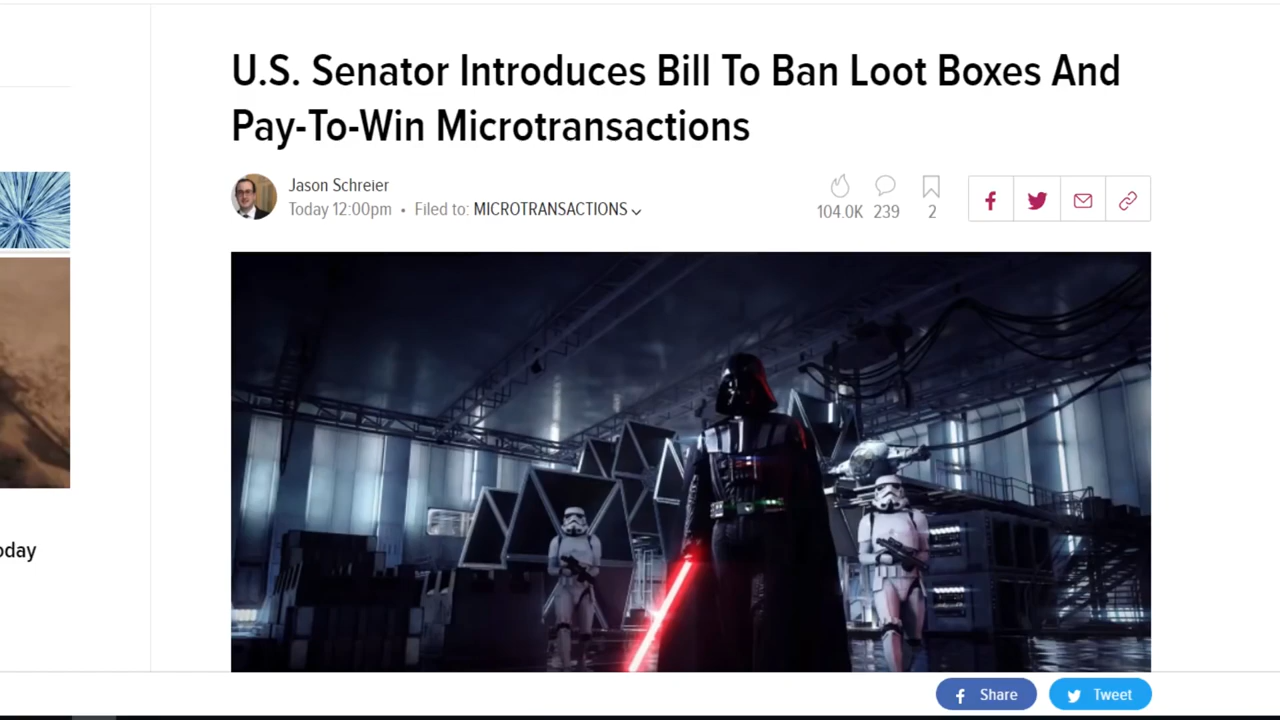 U.S. Senator Introduces Bill To Ban Loot Boxes And
Pay-To-Win Microtransactions
Jason Schreier
Today 12:00pm • Filed to: MICROTRANSACTIONS
104.0K 239 2
oday
Share Tweet